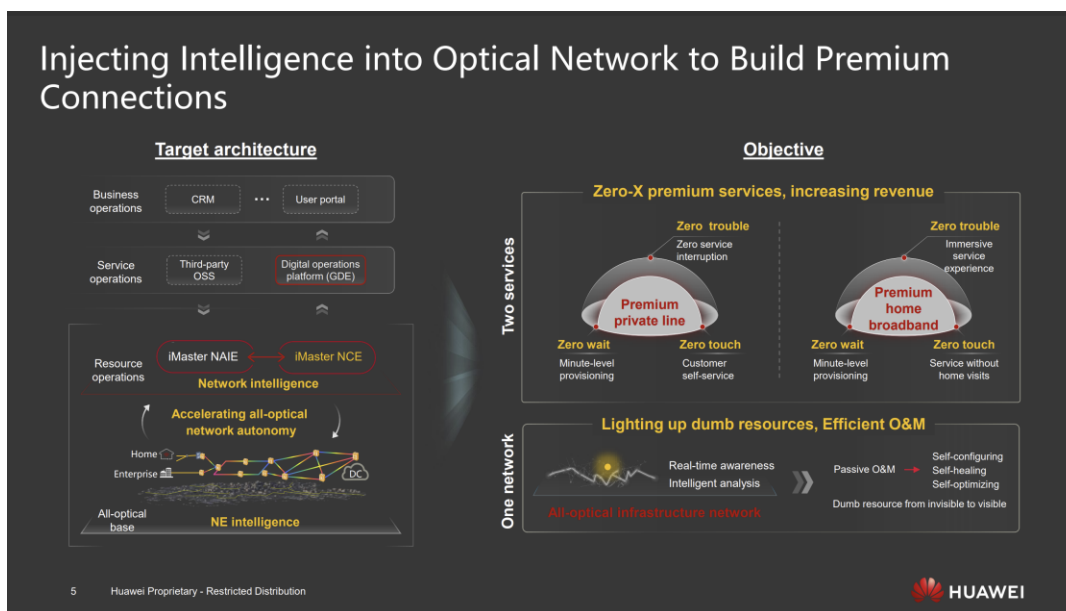 Injecting Intelligence into Optical Network to Build Premium
Connections
Target architecture
Business
operations
CRM
...
User portal
Service
operations
Third-party
OSS
Digital operations
platform (GDE)
Resource
operations
iMaster NAIE
iMaster NCE
Network intelligence
Accelerating all-optical
network autonomy
Home
Enterprise
DC
All-optical
base
NE intelligence
Objective
Two services
Zero-X premium services, increasing revenue
Zero trouble
Zero service
interruption
Premium
private line
Zero wait
Minute-level
provisioning
Zero touch
Customer
self-service
Zero trouble
Immersive
service
experience
Premium
home
broadband
Zero wait
Minute-level
provisioning
Zero touch
Service without
home visits
One network
Lighting up dumb resources, Efficient O&M
Real-time awareness
Intelligent analysis
All-optical infrastructure network
Passive O&M
Self-configuring
Self-healing
Self-optimizing
Dumb resource from invisible to visible
5
Huawei Proprietary - Restricted Distribution
HUAWEI